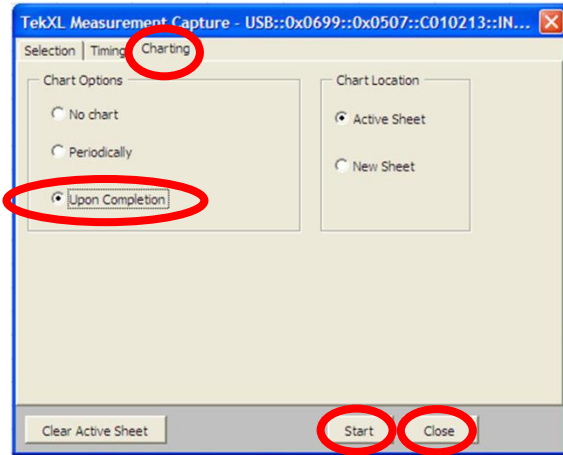 TekXL Measurement Capture - USB::0x0699::0x0507::C010213::IN...
Selection Timing Charting
Chart Options
No chart
Periodically
Upon Completion
Chart Location
Active Sheet
New Sheet
Clear Active Sheet Start Close